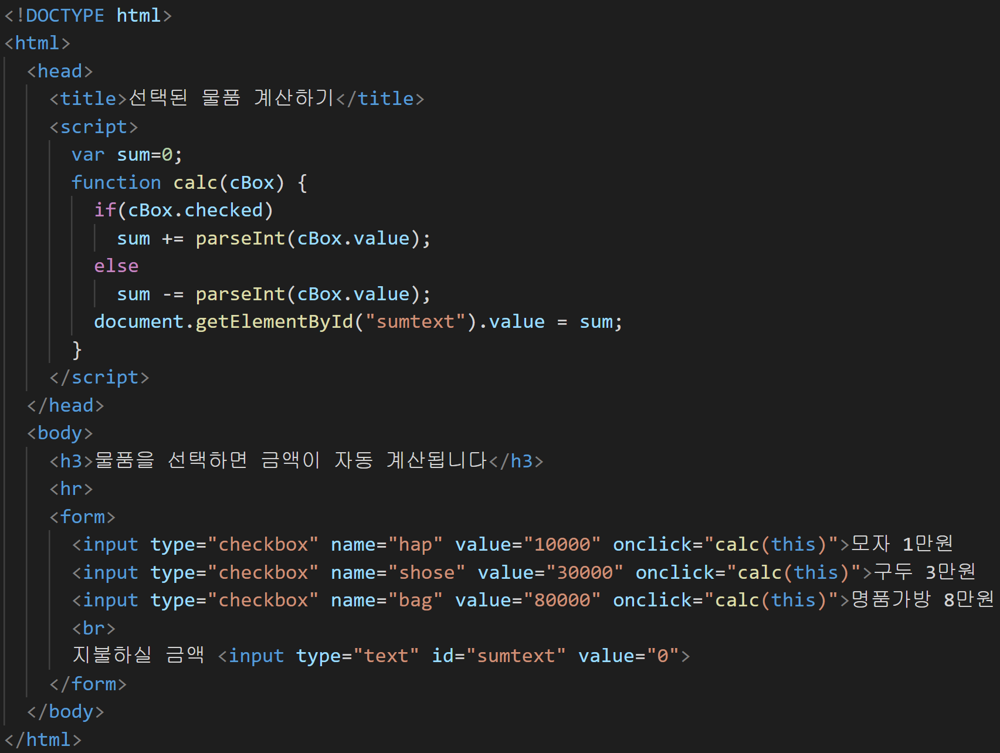 <!DOCTYPE html>
<html>
<head>
<title>선택된 물품 계산하기</title>
<script>
var sum=0;
function calc(cBox) {
if(cBox.checked)
sum += parseInt(cBox.value);
else
sum -= parseInt(cBox.value);
document.getElementById("sumtext").value = sum;
}
</script>
</head>
<body>
<h3>물품을 선택하면 금액이 자동 계산됩니다</h3>
<hr>
<form>
<input type="checkbox" name="hap" value="10000" onclick="calc(this)">모자 1만원
<input type="checkbox" name="shose" value="30000" onclick="calc(this)">구두 3만원
<input type="checkbox" name="bag" value="80000" onclick="calc(this)">명품가방 8만원
<br>
지불하실 금액 <input type="text" id="sumtext" value="0">
</form>
</body>
</html>